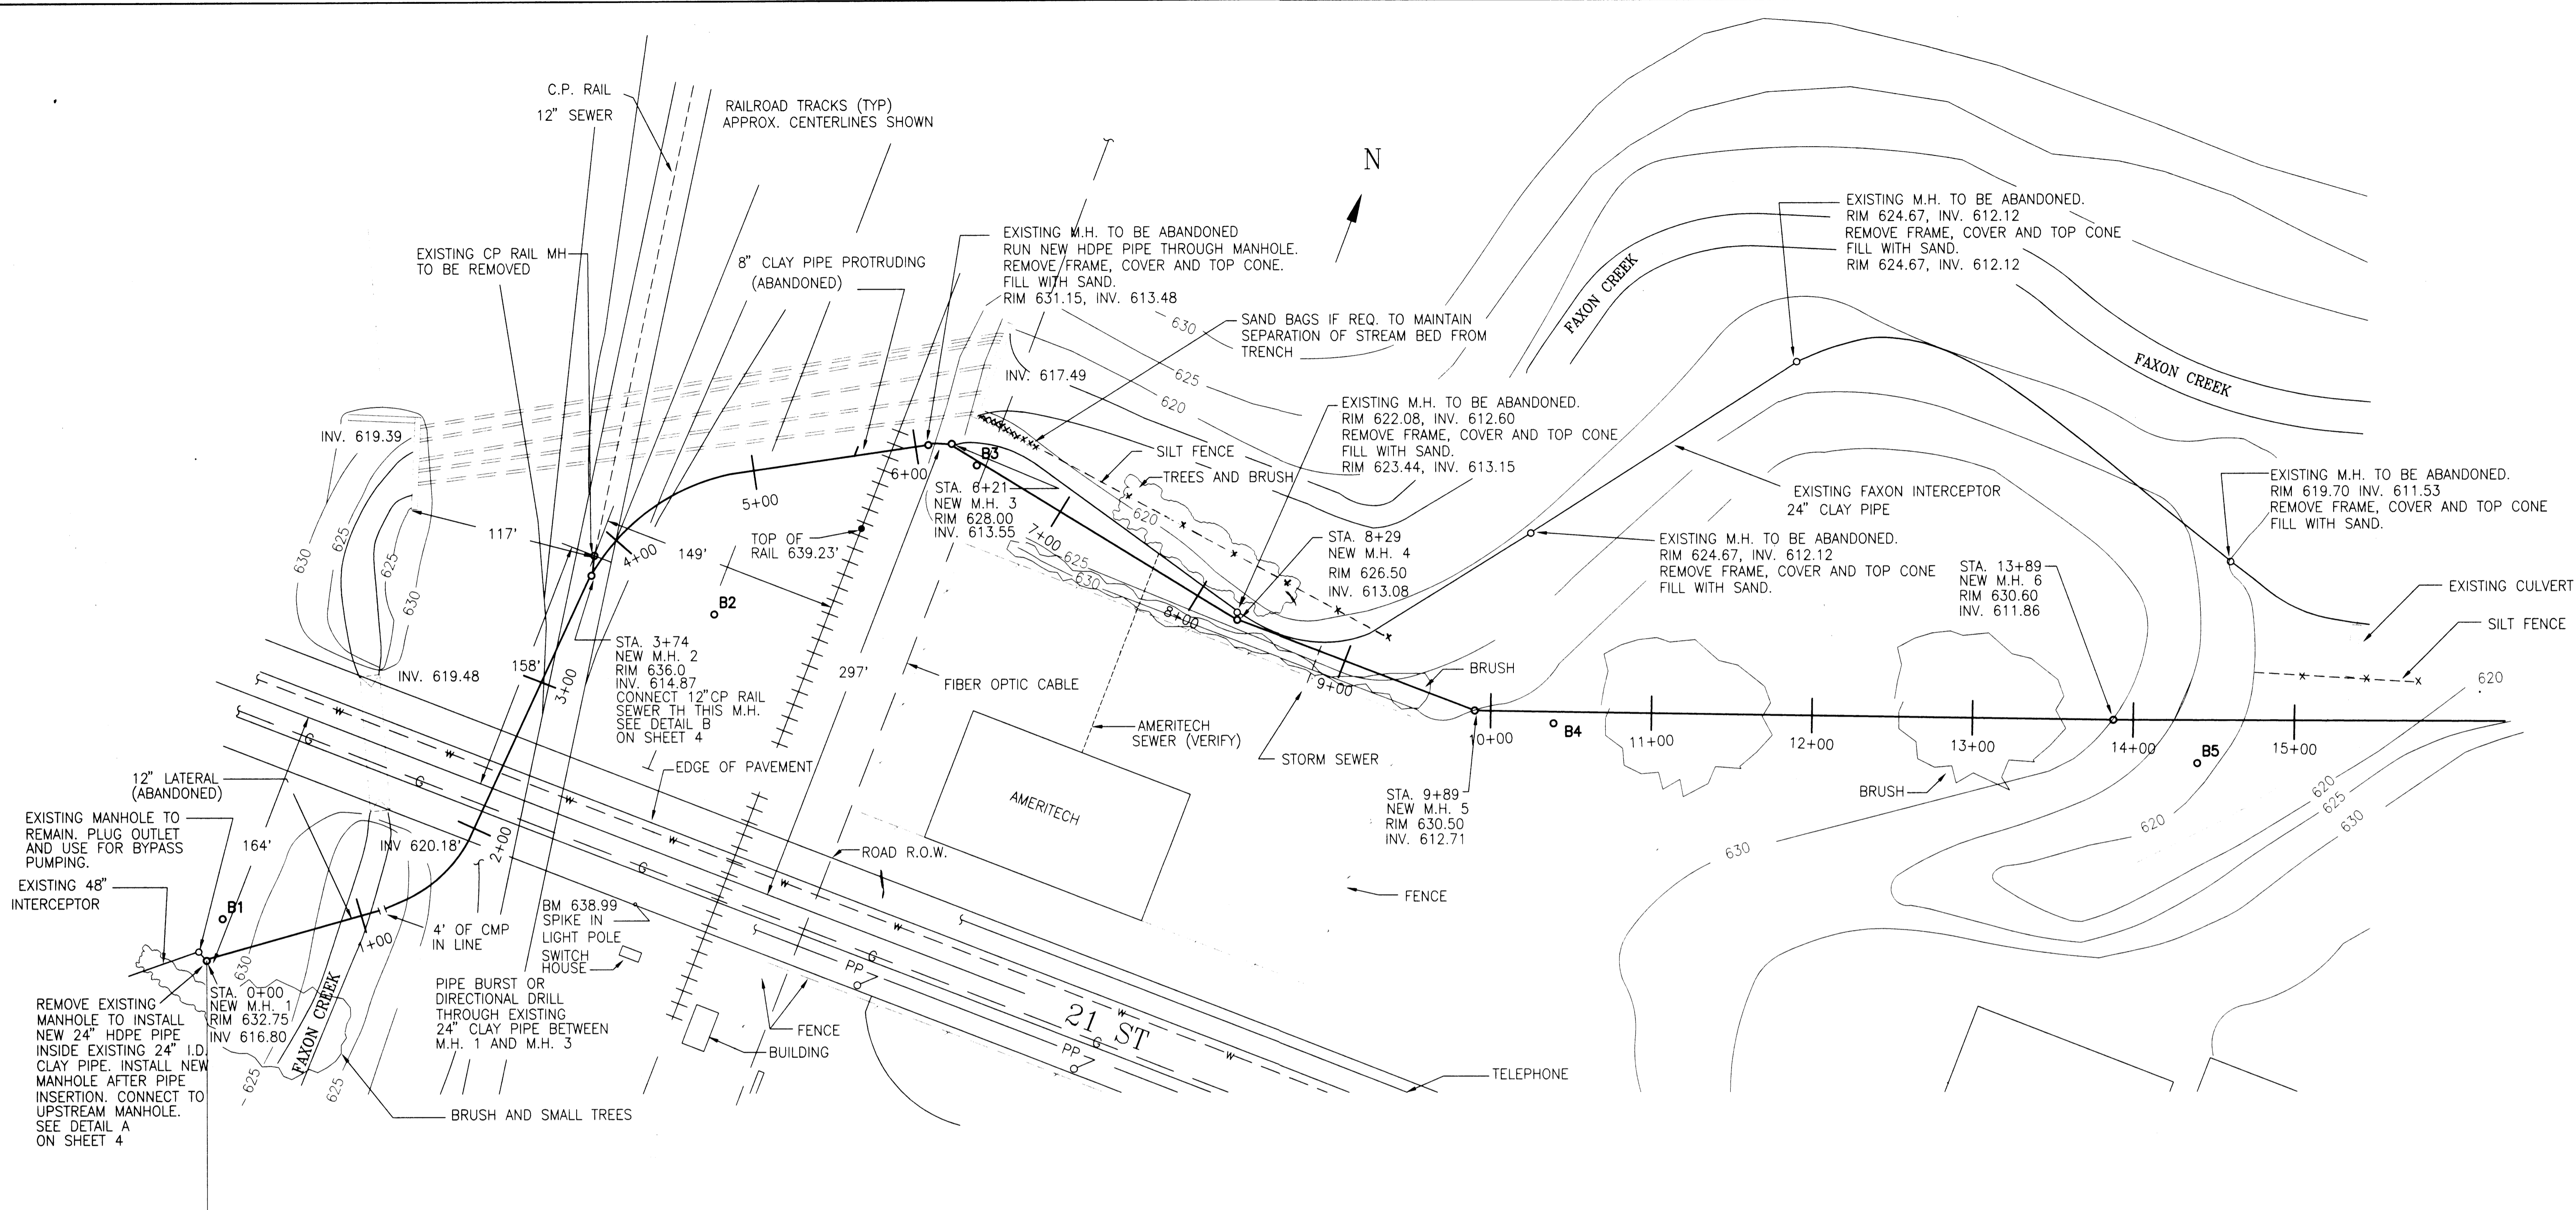 C.P. RAIL
12" SEWER
RAILROAD TRACKS (TYP)
APPROX. CENTERLINES SHOWN
N
EXISTING CP RAIL MH
TO BE REMOVED
8" CLAY PIPE PROTRUDING
(ABANDONED)
EXISTING M.H. TO BE ABANDONED
RUN NEW HDPE PIPE THROUGH MANHOLE.
REMOVE FRAME, COVER AND TOP CONE.
FILL WITH SAND.
RIM 631.15, INV. 613.48
630
SAND BAGS IF REQ. TO MAINTAIN
SEPARATION OF STREAM BED FROM
TRENCH
INV. 617.49
625
620
EXISTING M.H. TO BE ABANDONED.
RIM 624.67, INV. 612.12
REMOVE FRAME, COVER AND TOP CONE
FILL WITH SAND.
RIM 624.67, INV. 612.12
FAXON CREEK
FAXON CREEK
EXISTING M.H. TO BE ABANDONED.
RIM 622.08, INV. 612.60
REMOVE FRAME, COVER AND TOP CONE
FILL WITH SAND.
RIM 623.44, INV. 613.15
SILT FENCE
TREES AND BRUSH
620
INV. 619.39
630
625
625
630
117'
149'
4+00
5+00
6+00
TOP OF
RAIL 639.23'
B3
STA. 6+21
NEW M.H. 3
RIM 628.00
INV. 613.55
7+00
625
630
8+00
STA. 8+29
NEW M.H. 4
RIM 626.50
INV. 613.08
EXISTING FAXON INTERCEPTOR
24" CLAY PIPE
EXISTING M.H. TO BE ABANDONED.
RIM 624.67, INV. 612.12
REMOVE FRAME, COVER AND TOP CONE
FILL WITH SAND.
EXISTING M.H. TO BE ABANDONED.
RIM 619.70 INV. 611.53
REMOVE FRAME, COVER AND TOP CONE
FILL WITH SAND.
STA. 13+89
NEW M.H. 6
RIM 630.60
INV. 611.86
EXISTING CULVERT
SILT FENCE
620
B2
STA. 3+74
NEW M.H. 2
RIM 636.0
INV. 614.87
CONNECT 12"CP RAIL
SEWER TH THIS M.H.
SEE DETAIL B
ON SHEET 4
158'
3+00
INV. 619.48
297'
FIBER OPTIC CABLE
AMERITECH
SEWER (VERIFY)
STORM SEWER
9+00
BRUSH
10+00
B4
11+00
12+00
13+00
14+00
B5
15+00
BRUSH
620
625
630
620
630
STA. 9+89
NEW M.H. 5
RIM 630.50
INV. 612.71
W
W
W
W
W
W
W
G
G
G
G
G
EDGE OF PAVEMENT
AMERITECH
ROAD R.O.W.
FENCE
12" LATERAL
(ABANDONED)
EXISTING MANHOLE TO
REMAIN. PLUG OUTLET
AND USE FOR BYPASS
PUMPING.
164'
INV 620.18'
2+00
EXISTING 48"
INTERCEPTOR
B1
1+00
4' OF CMP
IN LINE
BM 638.99
SPIKE IN
LIGHT POLE
SWITCH
HOUSE
630
REMOVE EXISTING
MANHOLE TO INSTALL
NEW 24" HDPE PIPE
INSIDE EXISTING 24" I.D.
CLAY PIPE. INSTALL NEW
MANHOLE AFTER PIPE
INSERTION. CONNECT TO
UPSTREAM MANHOLE.
SEE DETAIL A
ON SHEET 4
STA. 0+00
NEW M.H. 1
RIM 632.75
INV 616.80
FAXON CREEK
625
625
PIPE BURST OR
DIRECTIONAL DRILL
THROUGH EXISTING
24" CLAY PIPE BETWEEN
M.H. 1 AND M.H. 3
FENCE
BUILDING
PP
PP
21 ST
TELEPHONE
BRUSH AND SMALL TREES